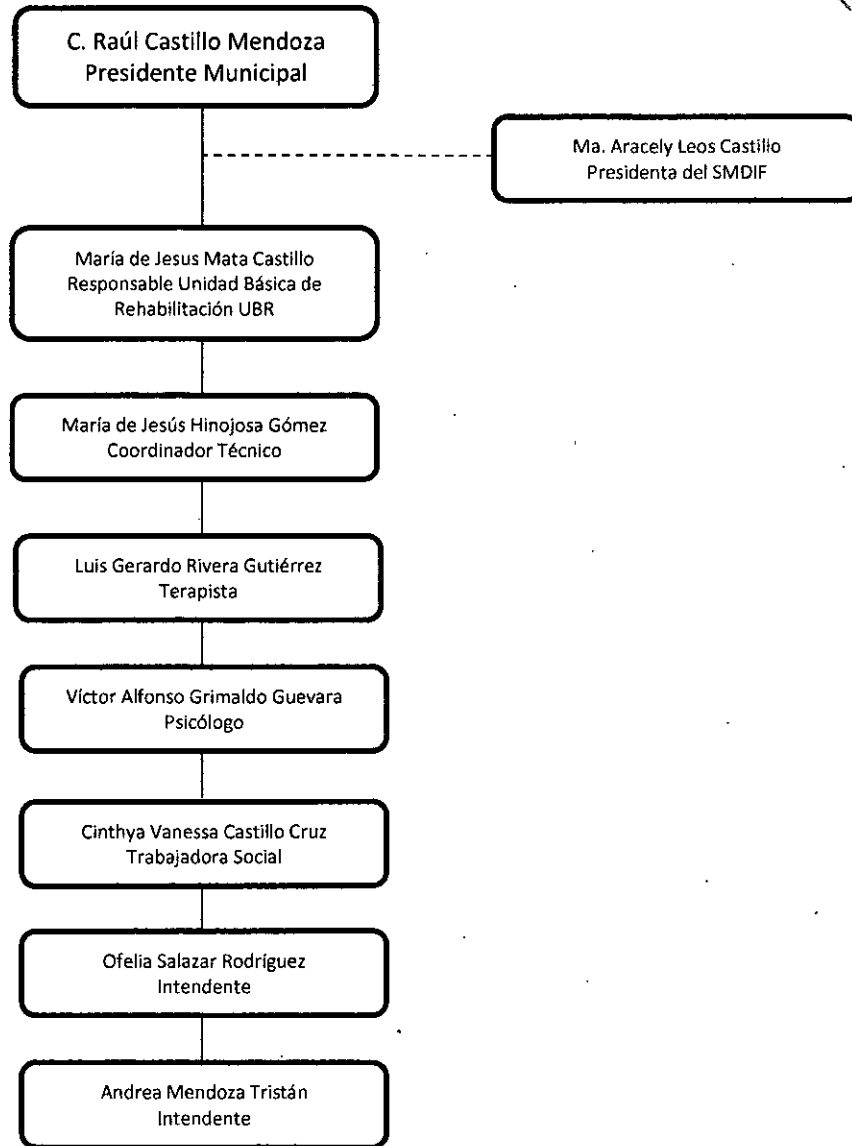 C. Raúl Castillo Mendoza
Presidente Municipal
Ma. Aracely Leos Castillo
Presidenta del SMDIF
María de Jesus Mata Castillo
Responsable Unidad Básica de
Rehabilitación UBR
María de Jesús Hinojosa Gómez
Coordinador Técnico
Luis Gerardo Rivera Gutiérrez
Terapista
Víctor Alfonso Grimaldo Guevara
Psicólogo
Cinthya Vanessa Castillo Cruz
Trabajadora Social
Ofelia Salazar Rodríguez
Intendente
Andrea Mendoza Tristán
Intendente